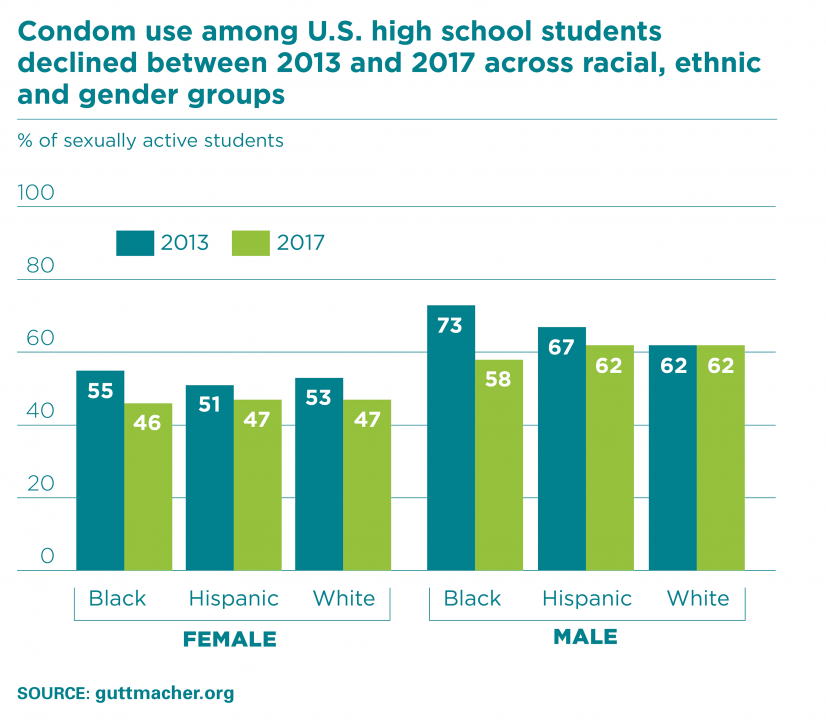 Condom use among U.S. high school students
declined between 2013 and 2017 across racial, ethnic
and gender groups
% of sexually active students
100
2013 2017
80
60
40
20
0
55 46 51 47 53 47 73 58 67 62 62 62
Black Hispanic White Black Hispanic White
FEMALE MALE
SOURCE: guttmacher.org